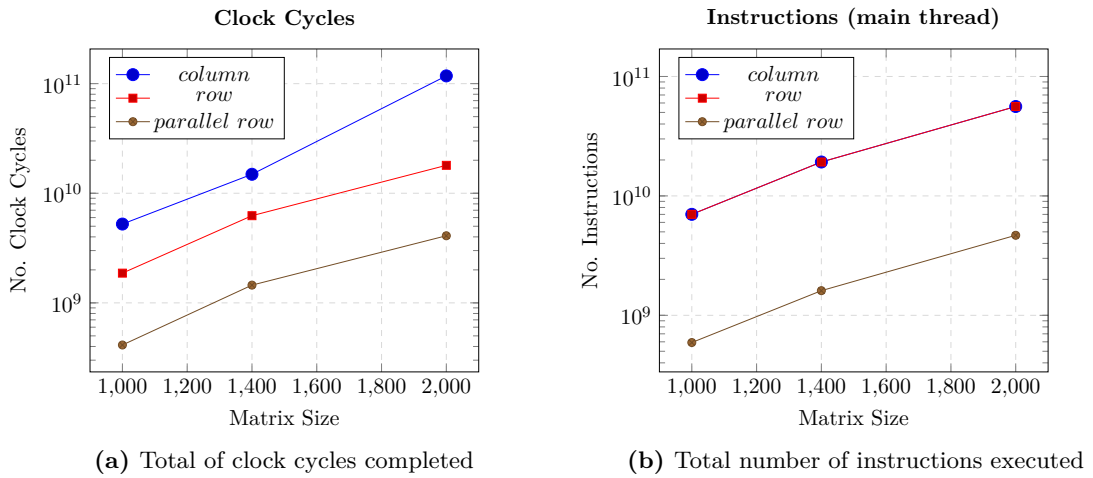 Clock Cycles
column
row
parallel row
No. Clock Cycles
10^11
10^10
10^9
1,000 1,200 1,400 1,600 1,800 2,000
Matrix Size
(a) Total of clock cycles completed
Instructions (main thread)
column
row
parallel row
No. Instructions
10^11
10^10
10^9
1,000 1,200 1,400 1,600 1,800 2,000
Matrix Size
(b) Total number of instructions executed